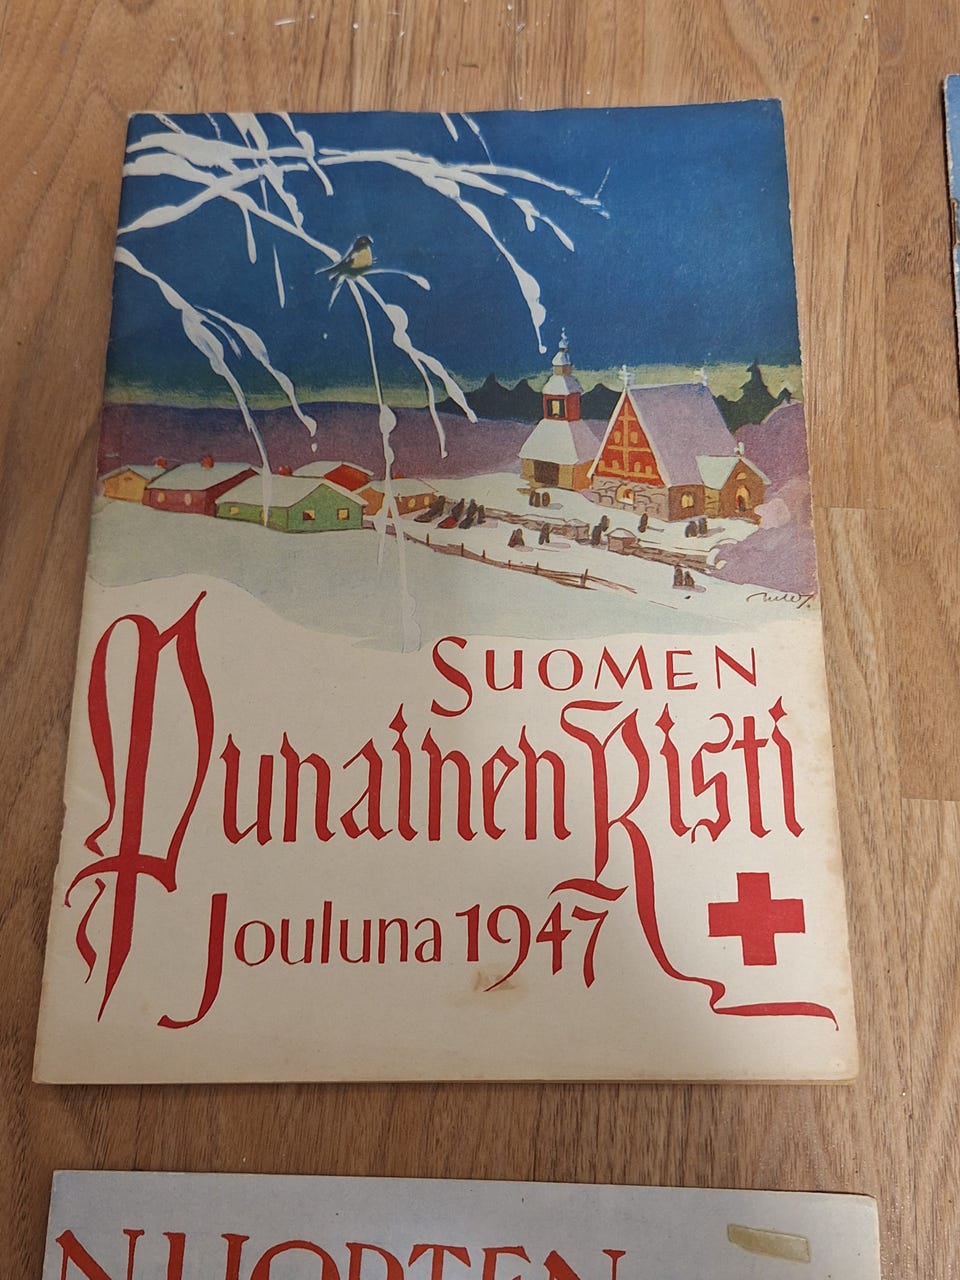 SUOMEN
Punainen Risti
Jouluna 1947
NUORTEN